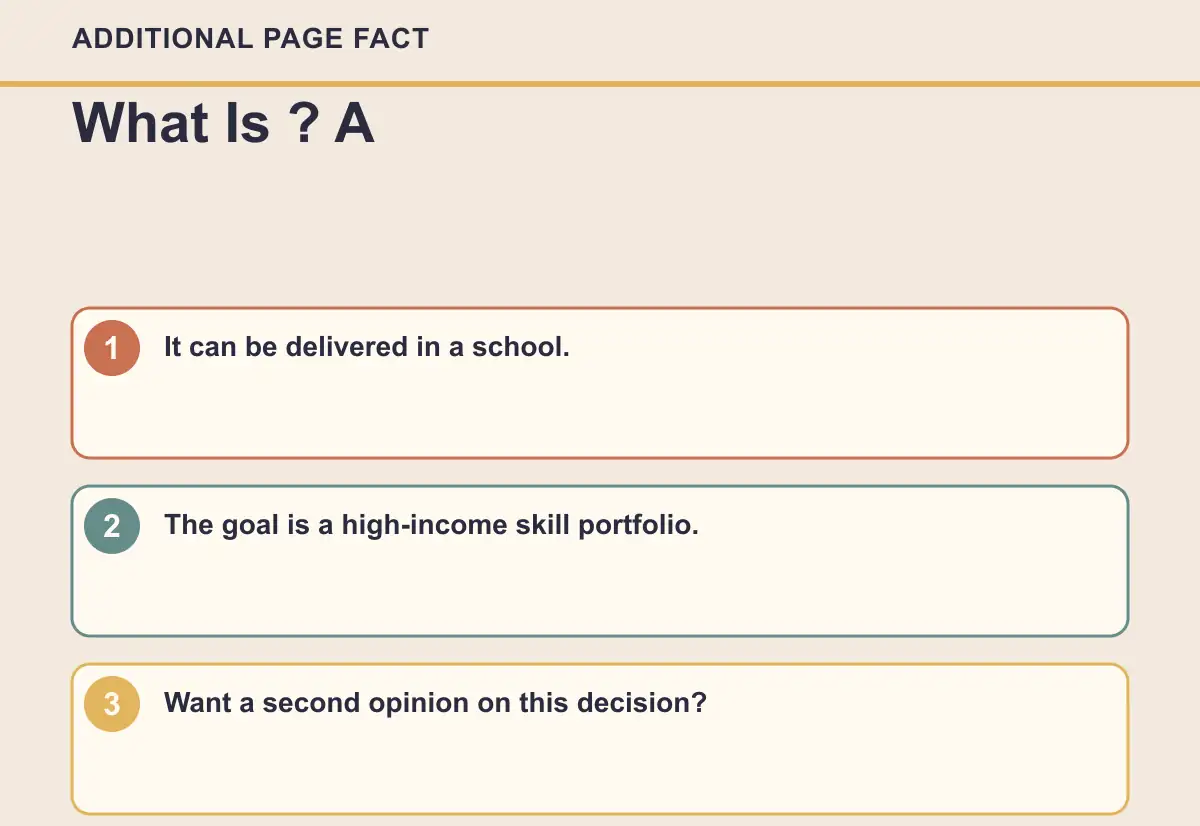 ADDITIONAL PAGE FACT
What Is ? A
1
It can be delivered in a school.
2
The goal is a high-income skill portfolio.
3
Want a second opinion on this decision?